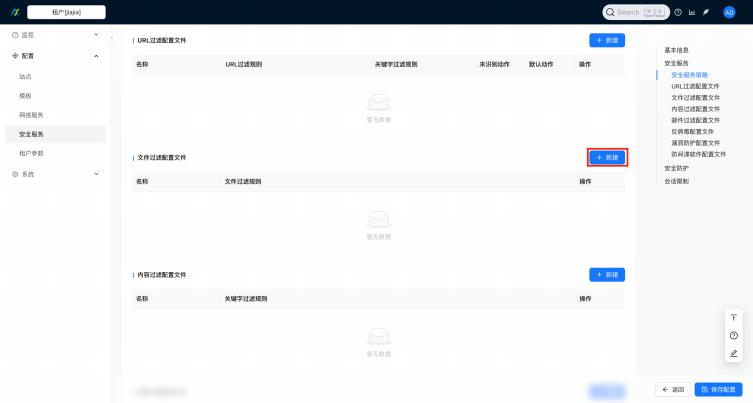 租户[jiajia]
Search
AD
监控
配置
站点
模板
网络服务
安全服务
租户参数
系统
URL过滤配置文件
+ 新建
名称 URL过滤规则 关键字过滤规则 未识别动作 默认动作 操作
暂无数据
文件过滤配置文件
+ 新建
名称 文件过滤规则 操作
暂无数据
内容过滤配置文件
+ 新建
名称 关键字过滤规则 操作
暂无数据
基本信息
安全服务
安全服务策略
URL过滤配置文件
文件过滤配置文件
内容过滤配置文件
邮件过滤配置文件
反病毒配置文件
漏洞防护配置文件
防间谍软件配置文件
安全防护
会话限制
返回
保存配置